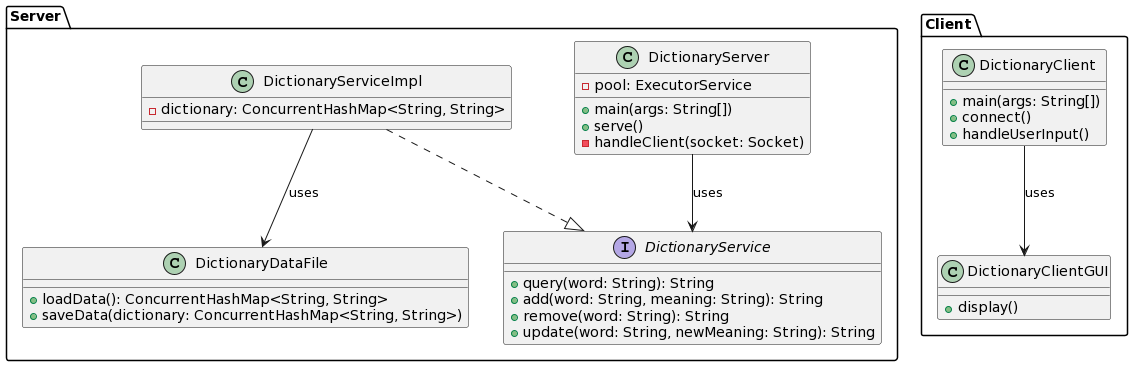 Server
C DictionaryServiceImpl
dictionary: ConcurrentHashMap<String, String>
C DictionaryServer
pool: ExecutorService
main(args: String[])
serve()
handleClient(socket: Socket)
uses
uses
C DictionaryDataFile
loadData(): ConcurrentHashMap<String, String>
saveData(dictionary: ConcurrentHashMap<String, String>)
I DictionaryService
query(word: String): String
add(word: String, meaning: String): String
remove(word: String): String
update(word: String, newMeaning: String): String
Client
C DictionaryClient
main(args: String[])
connect()
handleUserInput()
uses
C DictionaryClientGUI
display()